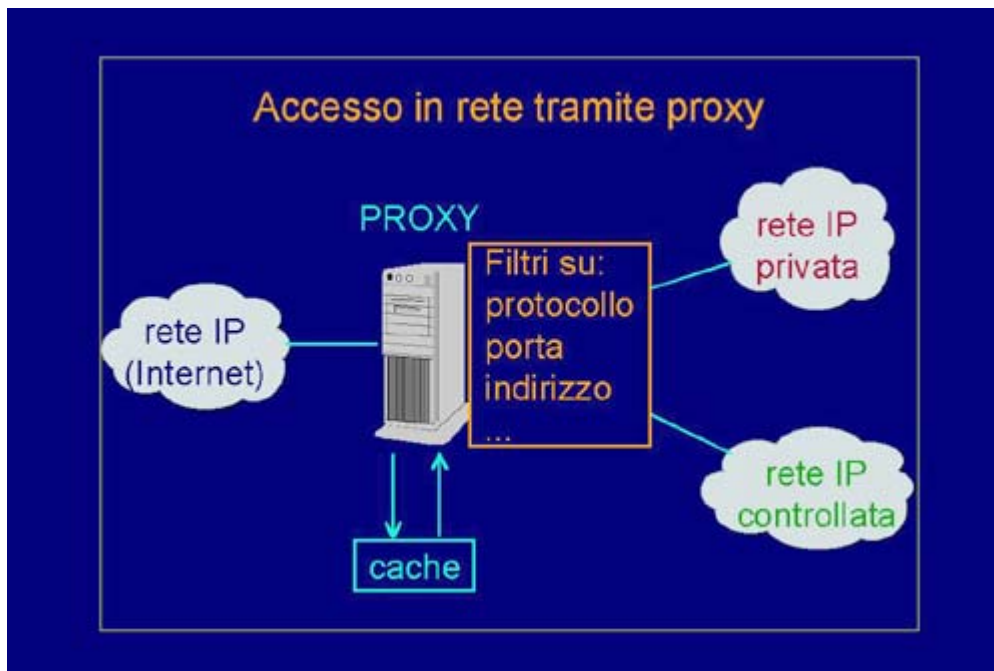 Accesso in rete tramite proxy
PROXY
rete IP
(Internet)
Filtri su:
protocollo
porta
indirizzo
...
rete IP
privata
rete IP
controllata
cache